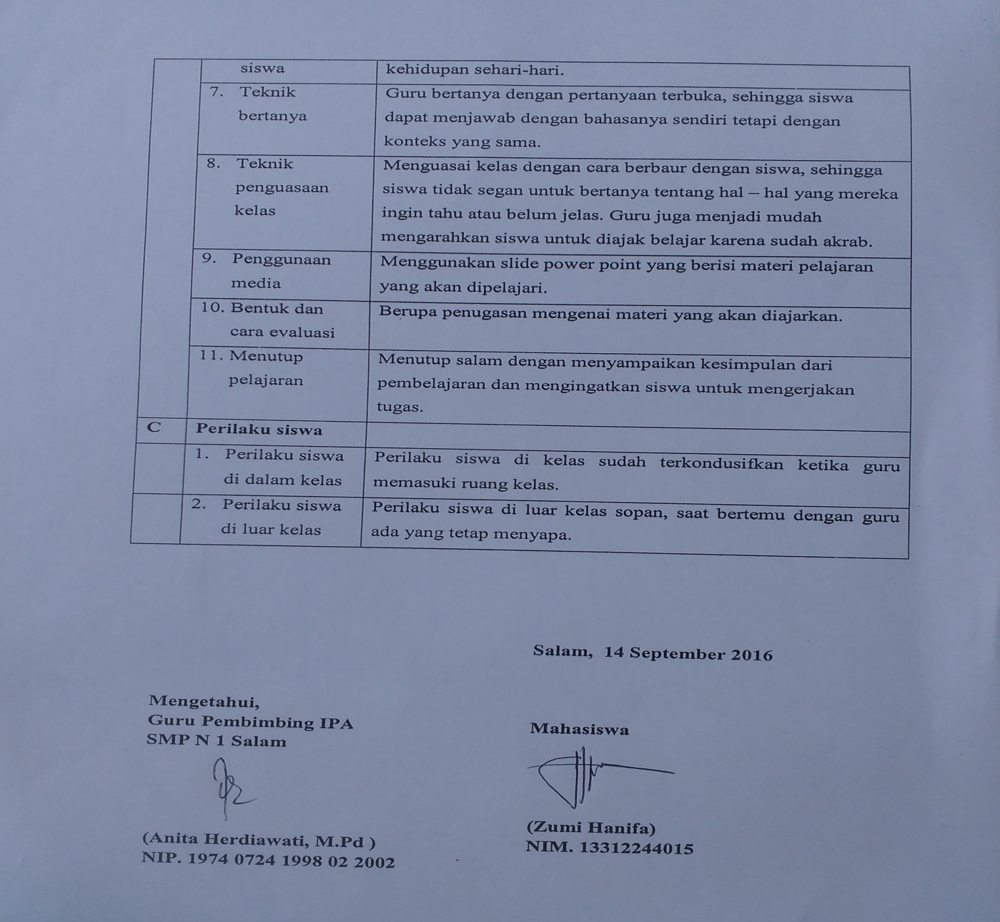 siswa kehidupan sehari-hari.
7. Teknik Guru bertanya dengan pertanyaan terbuka, sehingga siswa
bertanya dapat menjawab dengan bahasanya sendiri tetapi dengan
konteks yang sama.
8. Teknik Menguasai kelas dengan cara berbaur dengan siswa, sehingga
penguasaan siswa tidak segan untuk bertanya tentang hal – hal yang mereka
kelas ingin tahu atau belum jelas. Guru juga menjadi mudah
mengarahkan siswa untuk diajak belajar karena sudah akrab.
9. Penggunaan Menggunakan slide power point yang berisi materi pelajaran
media yang akan dipelajari.
10. Bentuk dan Berupa penugasan mengenai materi yang akan diajarkan.
cara evaluasi
11. Menutup Menutup salam dengan menyampaikan kesimpulan dari
pelajaran pembelajaran dan mengingatkan siswa untuk mengerjakan
tugas.
C Perilaku siswa
1. Perilaku siswa Perilaku siswa di kelas sudah terkondusifkan ketika guru
di dalam kelas memasuki ruang kelas.
2. Perilaku siswa Perilaku siswa di luar kelas sopan, saat bertemu dengan guru
di luar kelas ada yang tetap menyapa.
Salam, 14 September 2016
Mengetahui,
Guru Pembimbing IPA
SMP N 1 Salam
(Anita Herdiawati, M.Pd )
NIP. 1974 0724 1998 02 2002
Mahasiswa
(Zumi Hanifa)
NIM. 13312244015